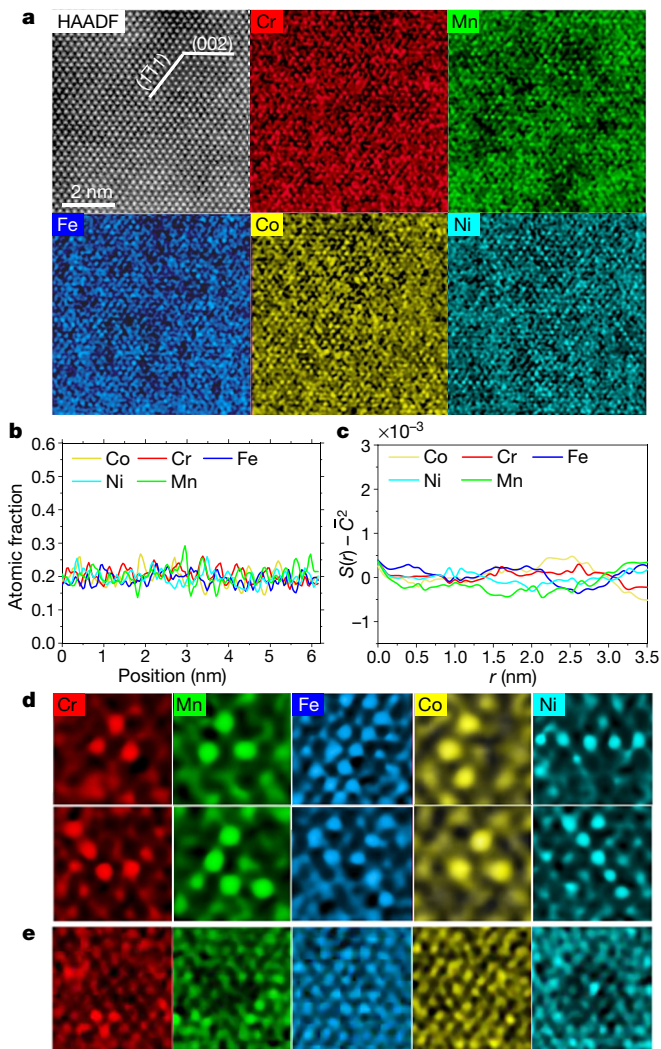 a
HAADF
Cr
Mn
(002)
(1̄11)
2 nm
Fe
Co
Ni
b
c
×10⁻³
0.6
0.5
0.4
0.3
0.2
0.1
0.0
Atomic fraction
Co Cr Fe
Ni Mn
0 1 2 3 4 5 6
Position (nm)
3
2
1
0
−1
S(r) − C̄²
Co Cr Fe
Ni Mn
0.0 0.5 1.0 1.5 2.0 2.5 3.0 3.5
r (nm)
d
Cr
Mn
Fe
Co
Ni
e